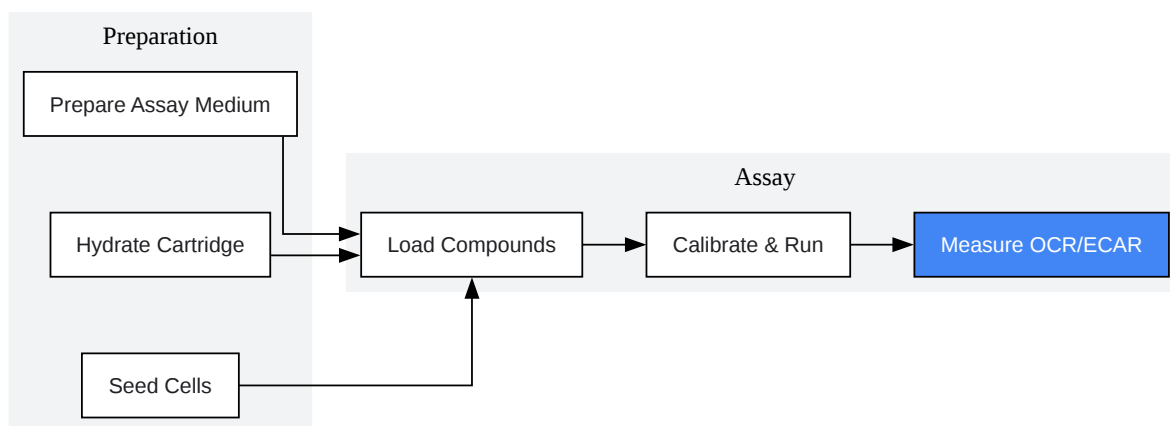 Preparation
Prepare Assay Medium
Hydrate Cartridge
Seed Cells
Assay
Load Compounds
Calibrate & Run
Measure OCR/ECAR